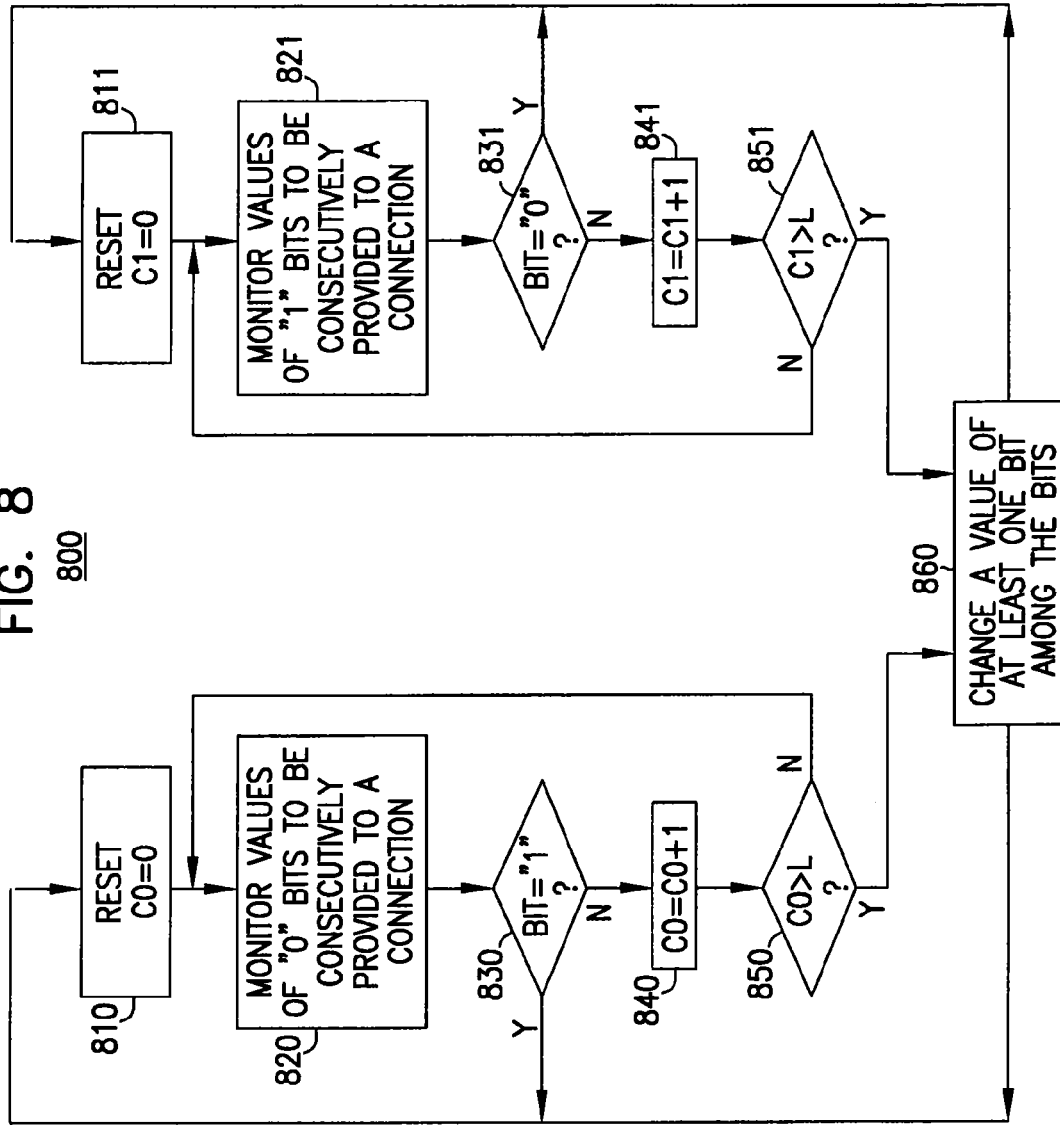 FIG. 8
800
RESET
C0=0
810
MONITOR VALUES
OF "0" BITS TO BE
CONSECUTIVELY
PROVIDED TO A
CONNECTION
820
BIT="1"
?
830
Y
N
C0=C0+1
840
C0>L
?
850
N
Y
RESET
C1=0
811
MONITOR VALUES
OF "1" BITS TO BE
CONSECUTIVELY
PROVIDED TO A
CONNECTION
821
BIT="0"
?
831
Y
N
C1=C1+1
841
C1>L
?
851
N
Y
860
CHANGE A VALUE OF
AT LEAST ONE BIT
AMONG THE BITS